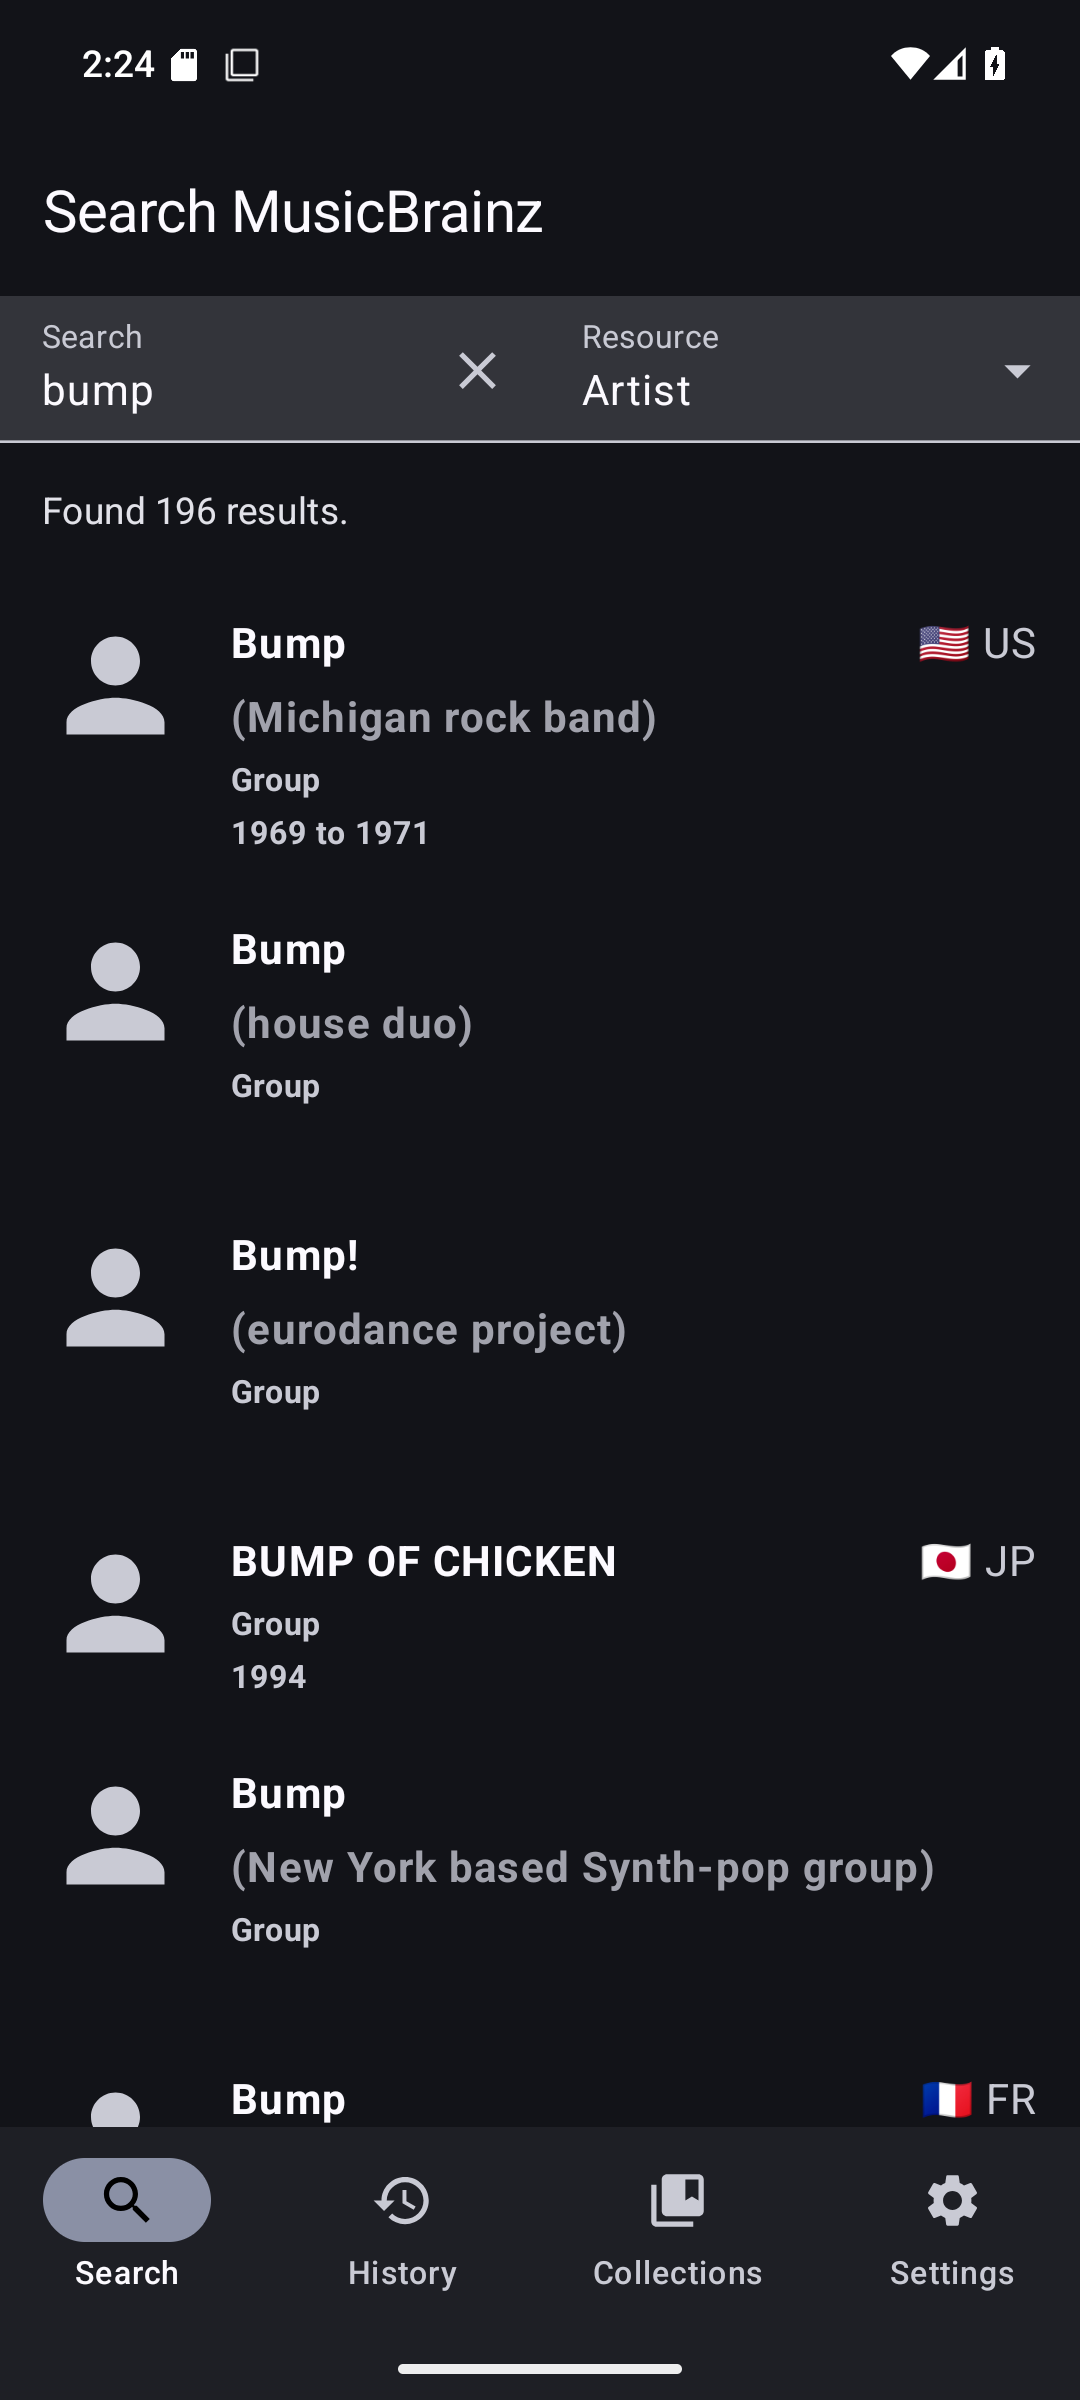 2:24
Search MusicBrainz
Search
bump
Resource
Artist
Found 196 results.
Bump
🇺🇸 US
(Michigan rock band)
Group
1969 to 1971
Bump
(house duo)
Group
Bump!
(eurodance project)
Group
BUMP OF CHICKEN
🇯🇵 JP
Group
1994
Bump
(New York based Synth-pop group)
Group
Bump
🇫🇷 FR
Search
History
Collections
Settings